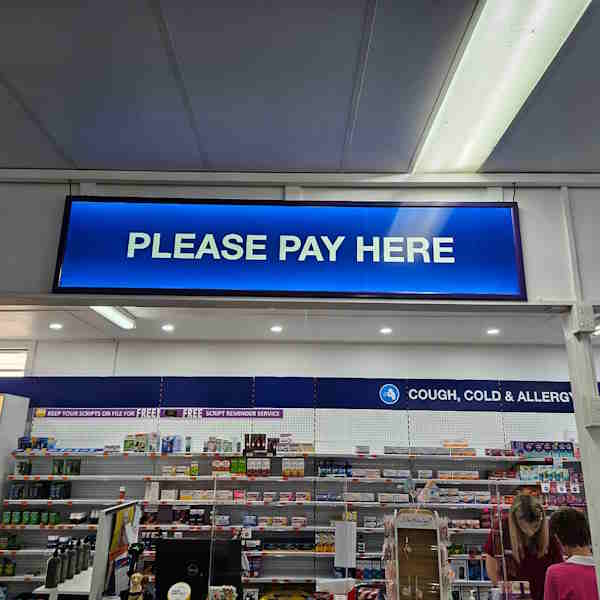 PLEASE PAY HERE
COUGH, COLD & ALLERGY
KEEP YOUR SCRIPTS ON FILE FOR FREE
FREE SCRIPT REMINDER SERVICE